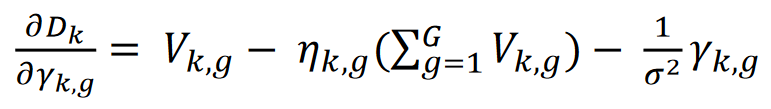 ∂D_k/∂γ_{k,g} = V_{k,g} − η_{k,g}(∑_{g=1}^{G} V_{k,g}) − 1/σ² γ_{k,g}